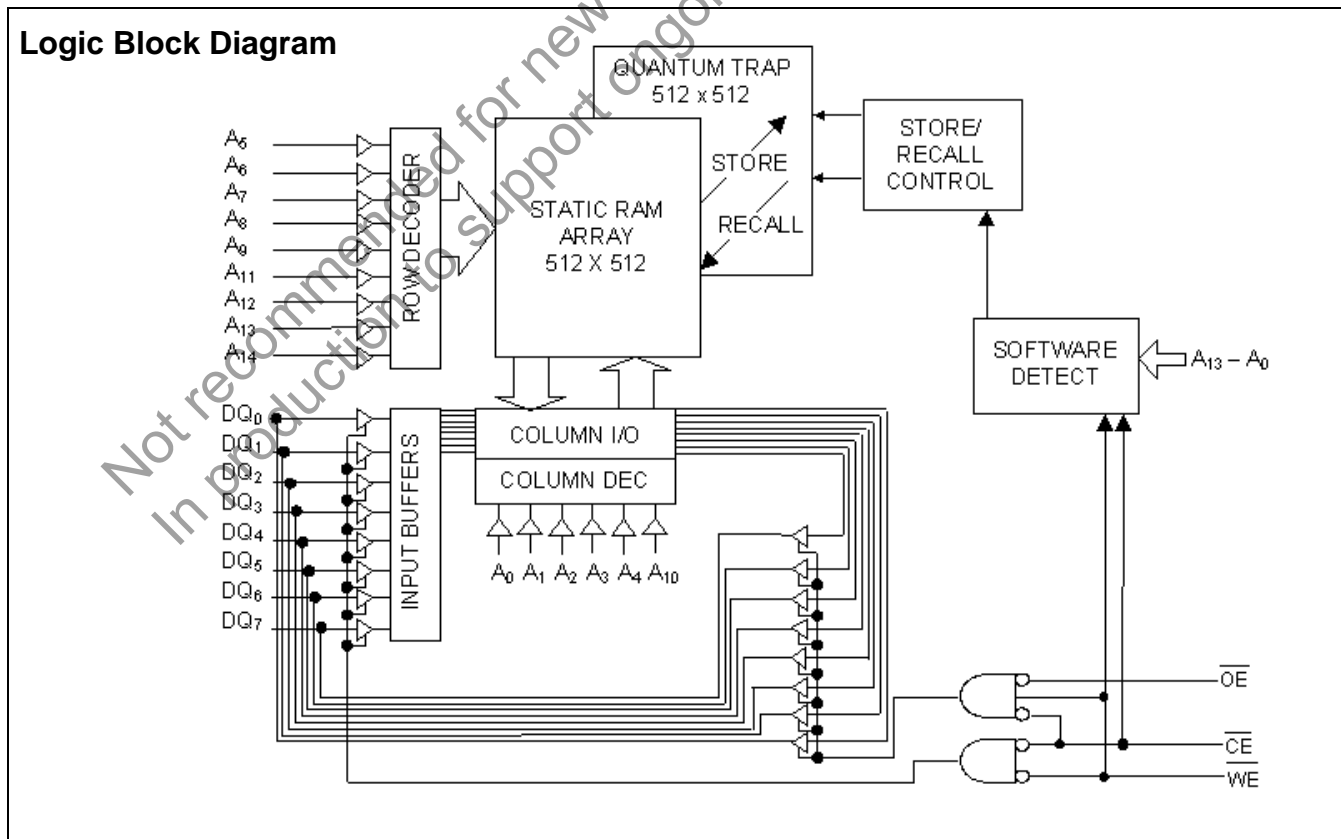 Logic Block Diagram
QUANTUM TRAP
512 x 512
STORE
RECALL
STATIC RAM
ARRAY
512 X 512
STORE/
RECALL
CONTROL
A5
A6
A7
A8
A9
A11
A12
A13
A14
ROW DECODER
SOFTWARE
DETECT
A13 – A0
DQ0
DQ1
DQ2
DQ3
DQ4
DQ5
DQ6
DQ7
INPUT BUFFERS
COLUMN I/O
COLUMN DEC
A0 A1 A2 A3 A4 A10
OE
CE
WE
Not recommended for new
In production to support ongo